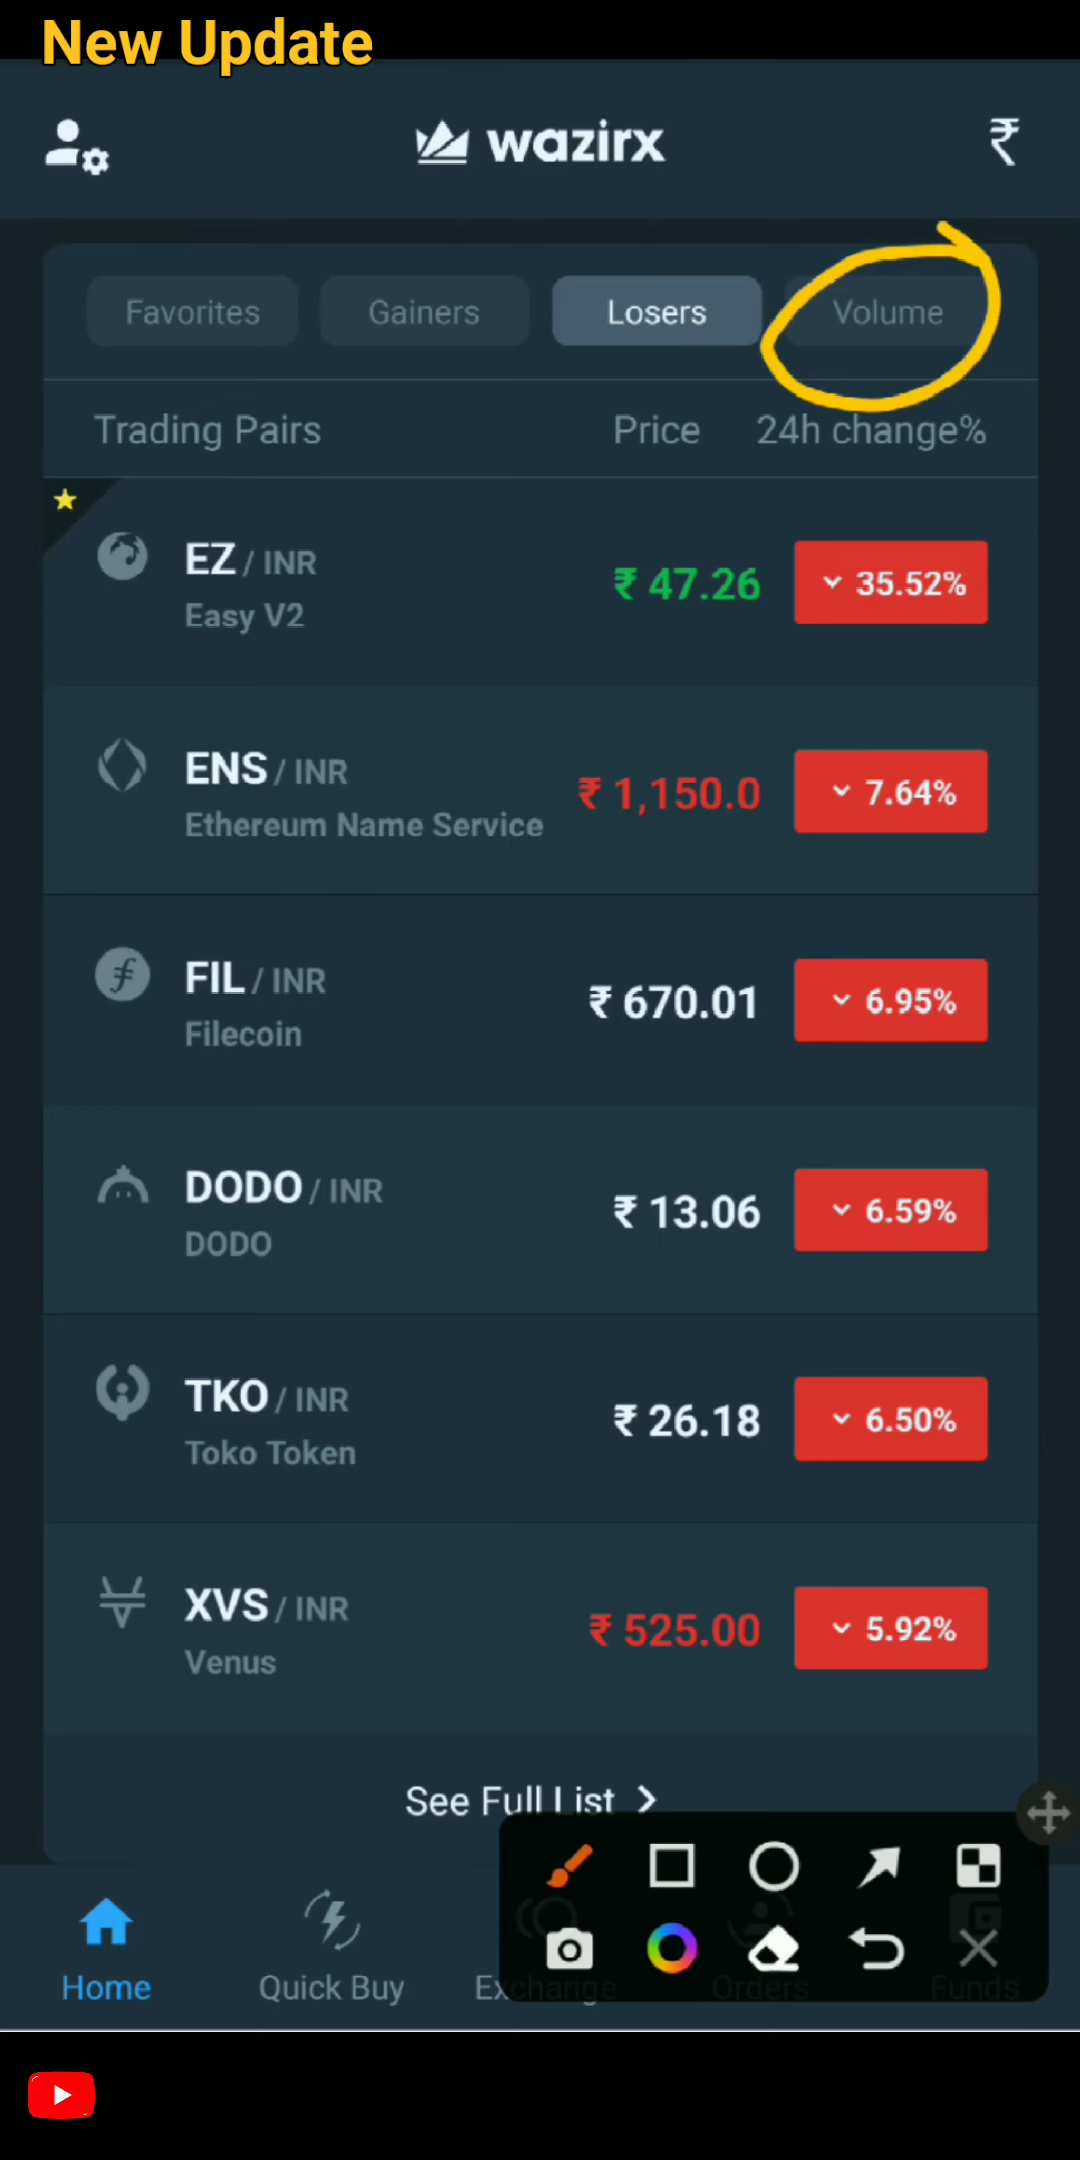 New Update
wazirx ₹
Favorites Gainers Losers Volume
Trading Pairs Price 24h change%
EZ / INR ₹ 47.26 35.52%
Easy V2
ENS / INR ₹ 1,150.0 7.64%
Ethereum Name Service
FIL / INR ₹ 670.01 6.95%
Filecoin
DODO / INR ₹ 13.06 6.59%
DODO
TKO / INR ₹ 26.18 6.50%
Toko Token
XVS / INR ₹ 525.00 5.92%
Venus
See Full List
Home Quick Buy Exchange Orders Funds